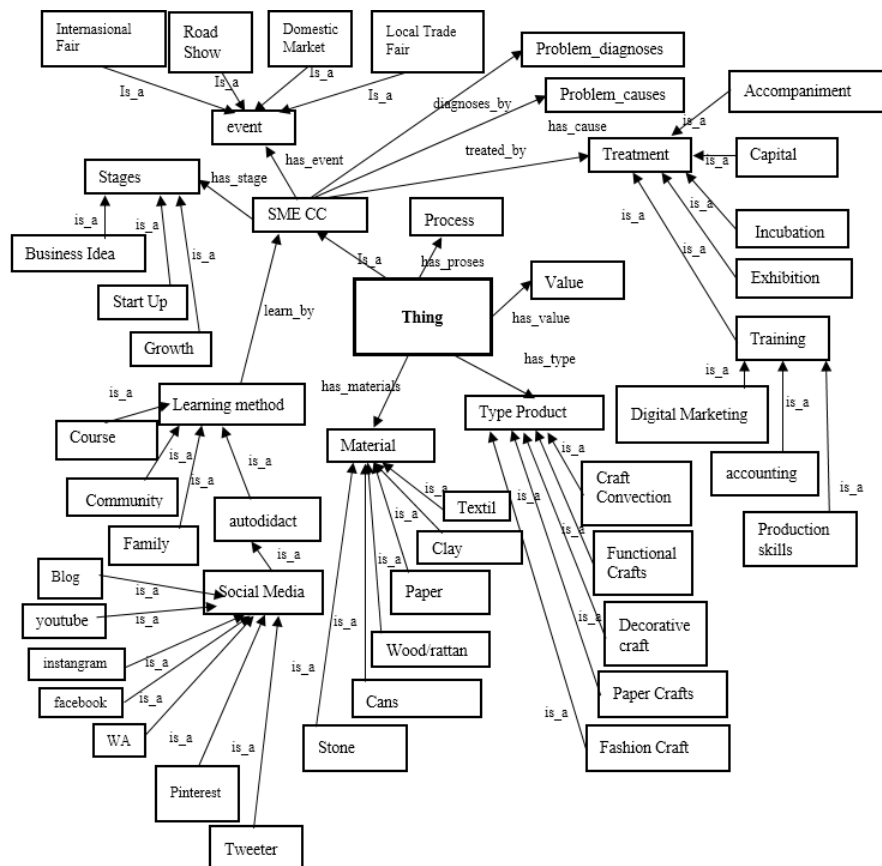 Internasional
Fair
Road
Show
Domestic
Market
Local Trade
Fair
Is_a
Is_a
Is_a
Is_a
event
Problem_diagnoses
diagnoses_by
Problem_causes
has_cause
Accompaniment
is_a
has_event
treated_by
Treatment
is_a
Capital
Stages
has_stage
SME CC
is_a
is_a
is_a
Business Idea
Start Up
Growth
Process
Is_a
has_proses
is_a
is_a
is_a
Incubation
Exhibition
Value
has_value
Thing
learn_by
has_type
Training
has_materials
is_a
is_a
is_a
Digital Marketing
accounting
Production
skills
is_a
Learning method
Course
is_a
is_a
is_a
Community
Family
autodidact
is_a
Material
Type Product
is_a
is_a
is_a
is_a
is_a
Craft
Convection
Functional
Crafts
Decorative
craft
Paper Crafts
Fashion Craft
is_a
is_a
is_a
is_a
Textil
Clay
Paper
Wood/rattan
Cans
Stone
Blog
is_a
Social Media
youtube
is_a
instangram
is_a
facebook
is_a
WA
is_a
is_a
Pinterest
Tweeter